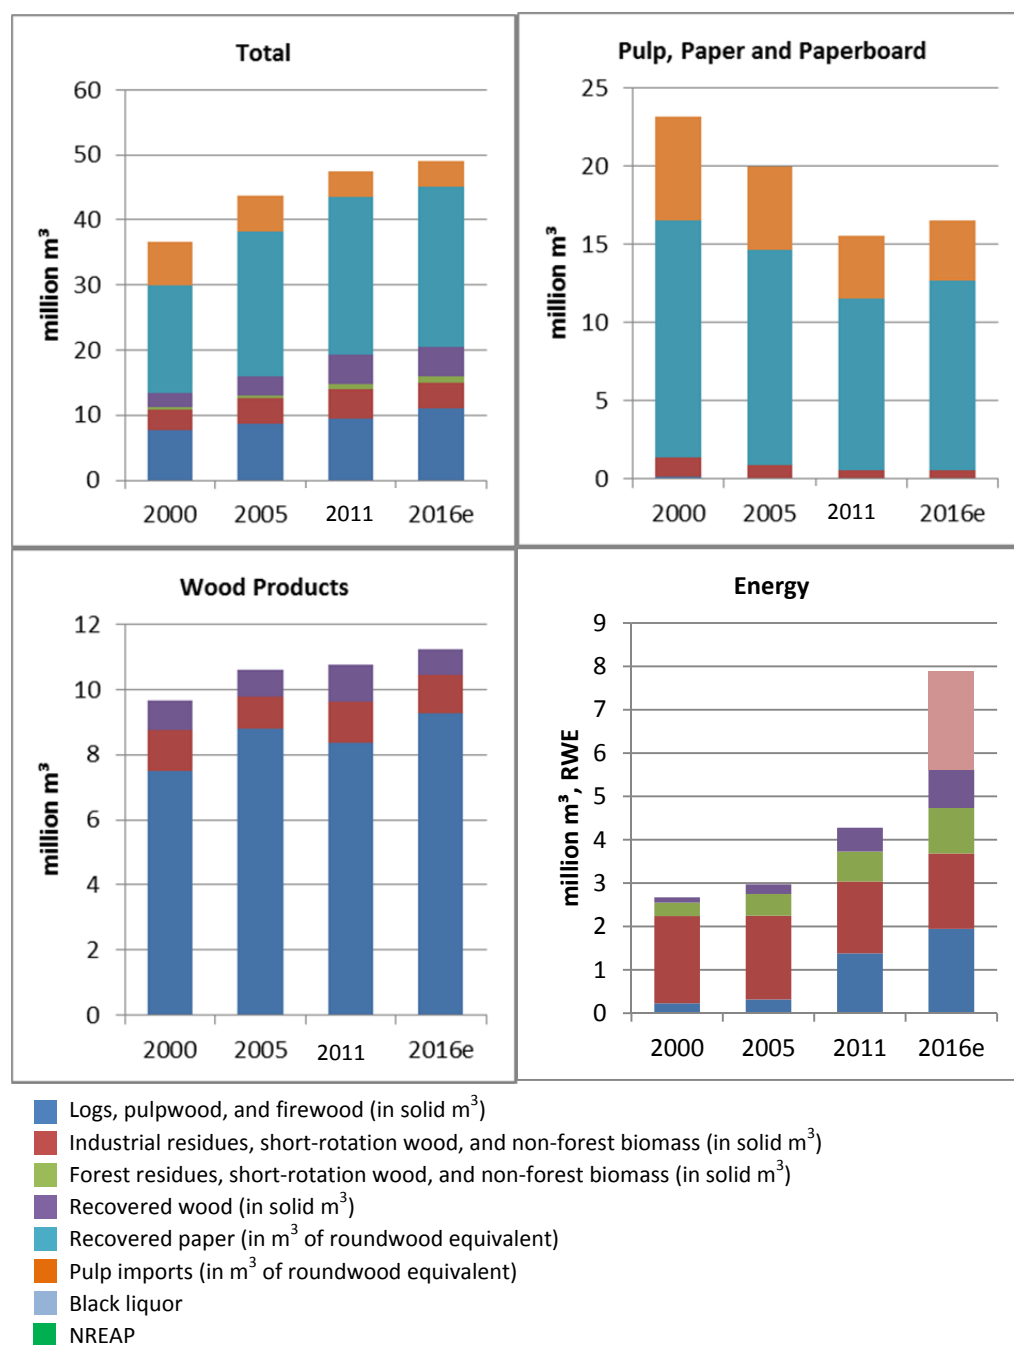 Total
60
50
40
30
20
10
0
million m³
2000 2005 2011 2016e
Pulp, Paper and Paperboard
25
20
15
10
5
0
million m³
2000 2005 2011 2016e
Wood Products
12
10
8
6
4
2
0
million m³
2000 2005 2011 2016e
Energy
9
8
7
6
5
4
3
2
1
0
million m³, RWE
2000 2005 2011 2016e
Logs, pulpwood, and firewood (in solid m³)
Industrial residues, short-rotation wood, and non-forest biomass (in solid m³)
Forest residues, short-rotation wood, and non-forest biomass (in solid m³)
Recovered wood (in solid m³)
Recovered paper (in m³ of roundwood equivalent)
Pulp imports (in m³ of roundwood equivalent)
Black liquor
NREAP